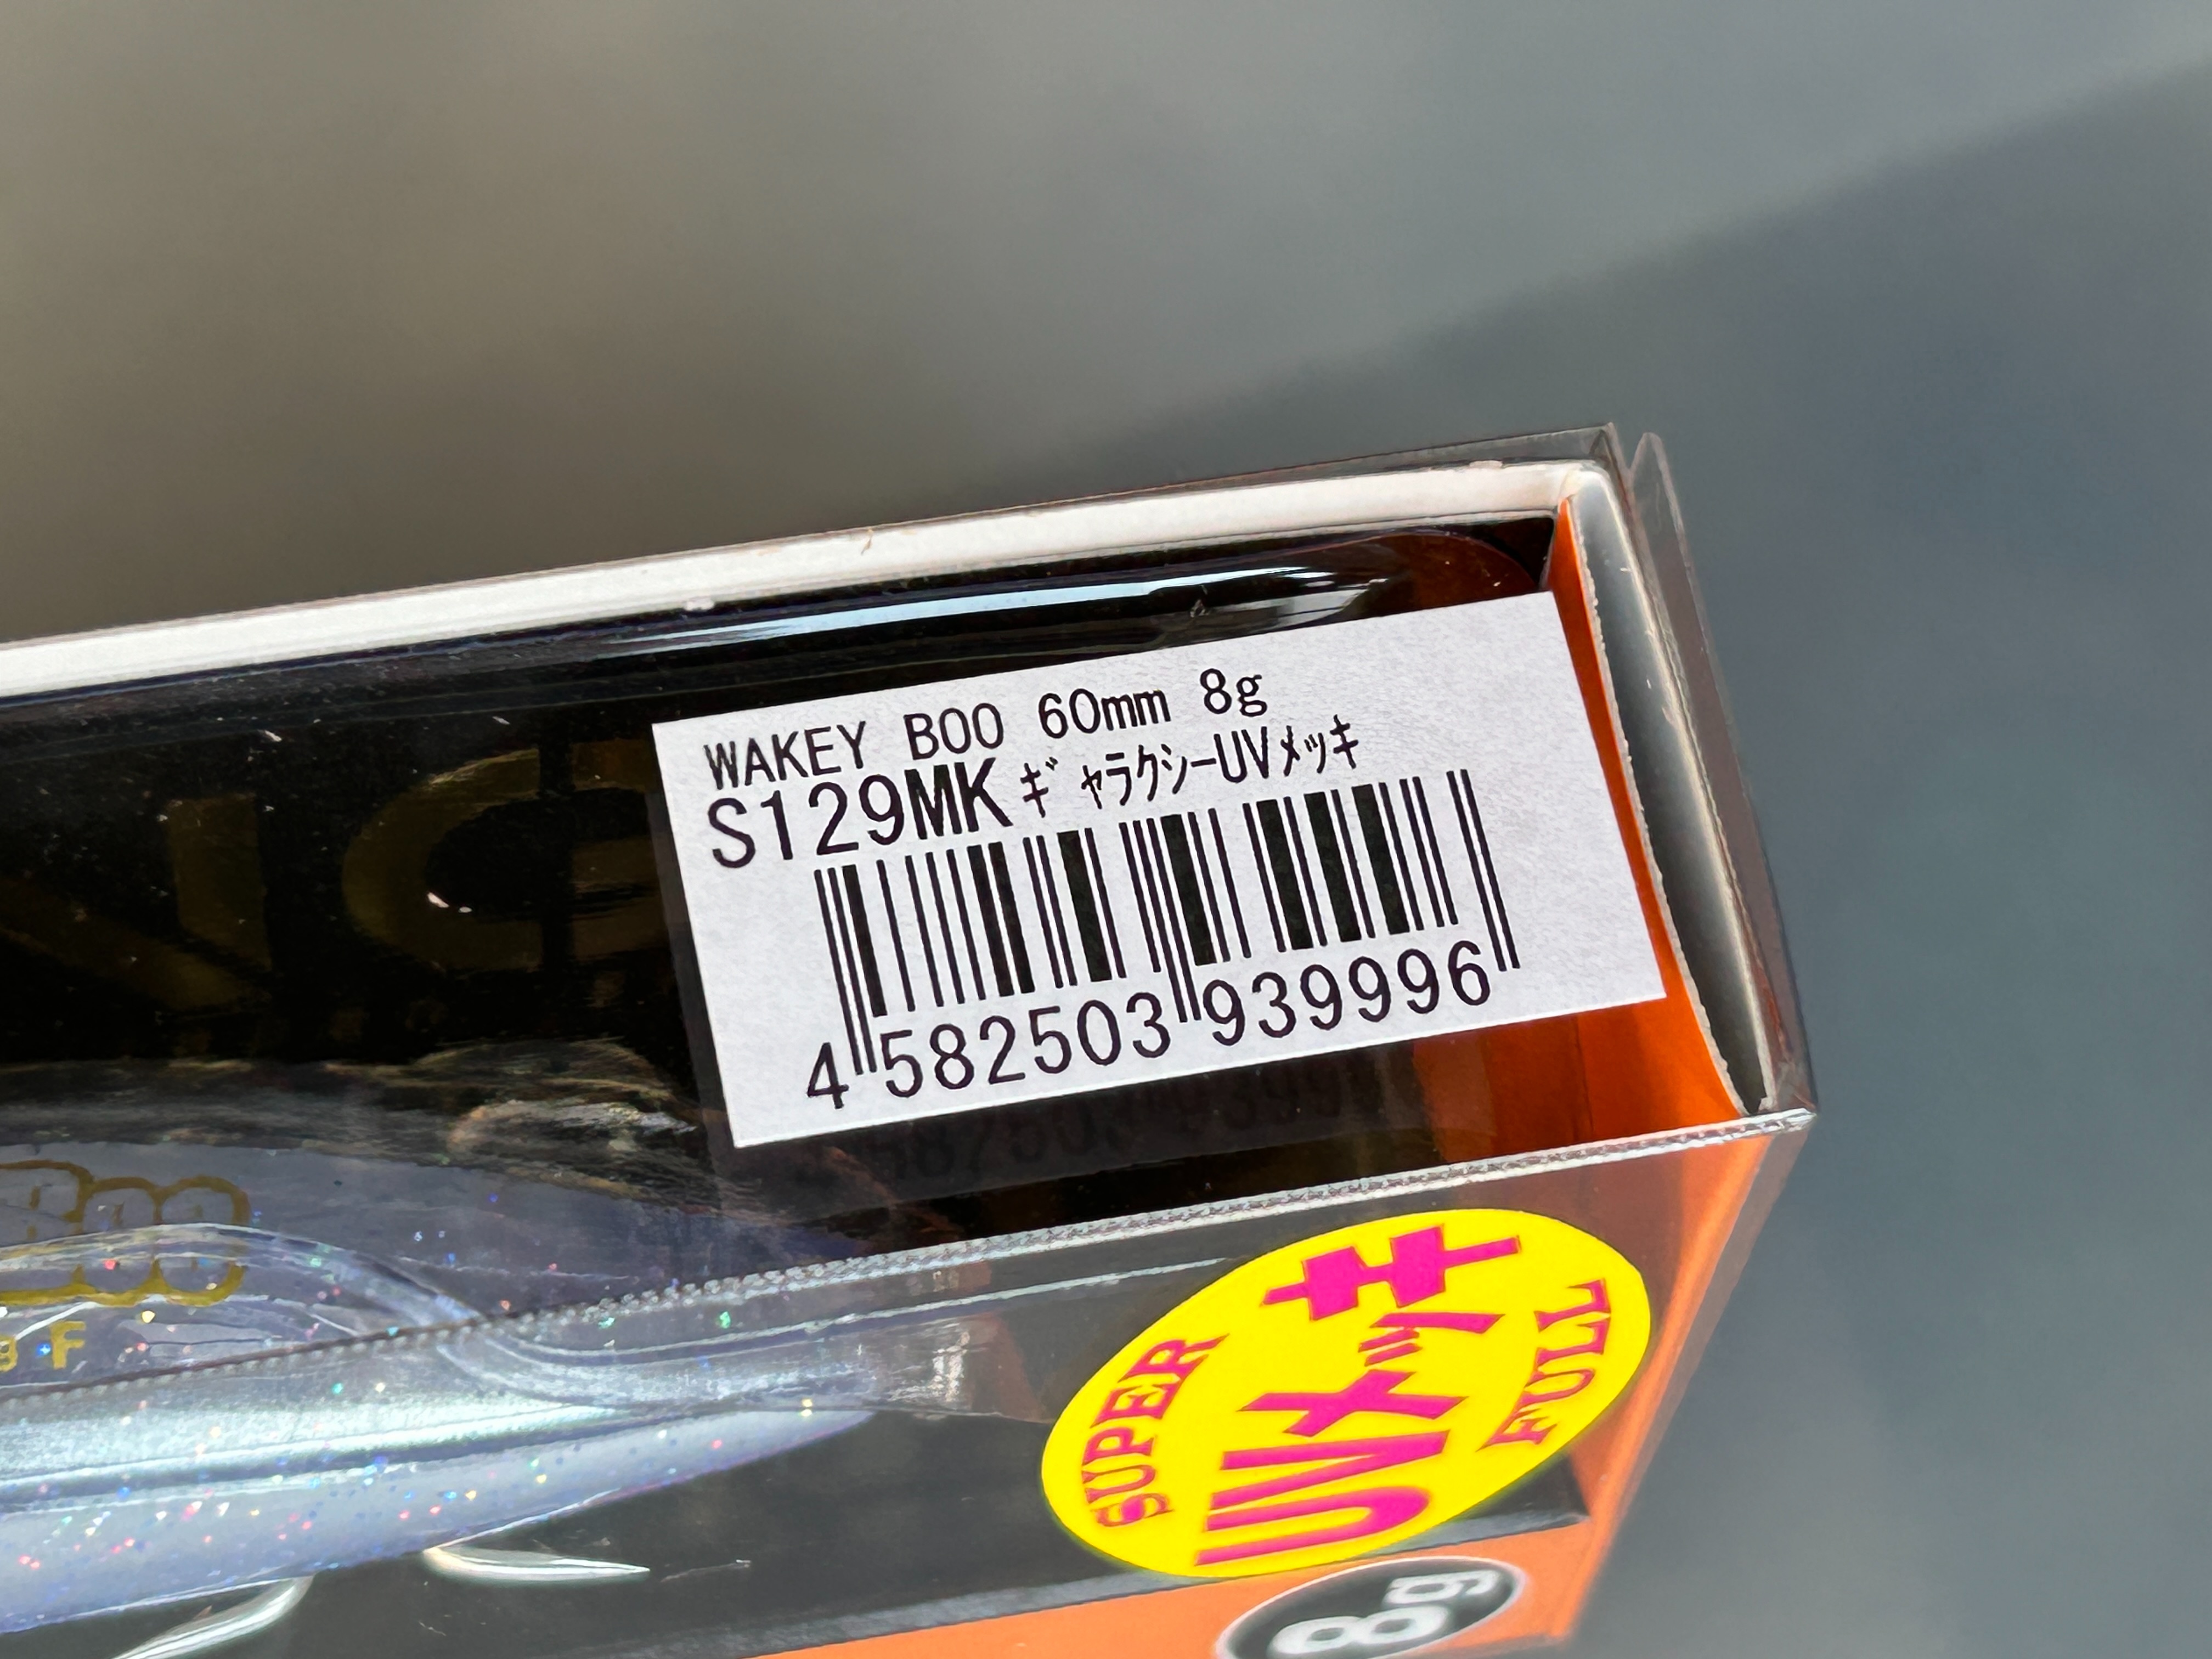 WAKEY BOO 60mm 8g
S129MK ギャラクシーUVメッキ
4 582503 939996
SUPER
UVメッキ
FULL
8g
Boo
g F